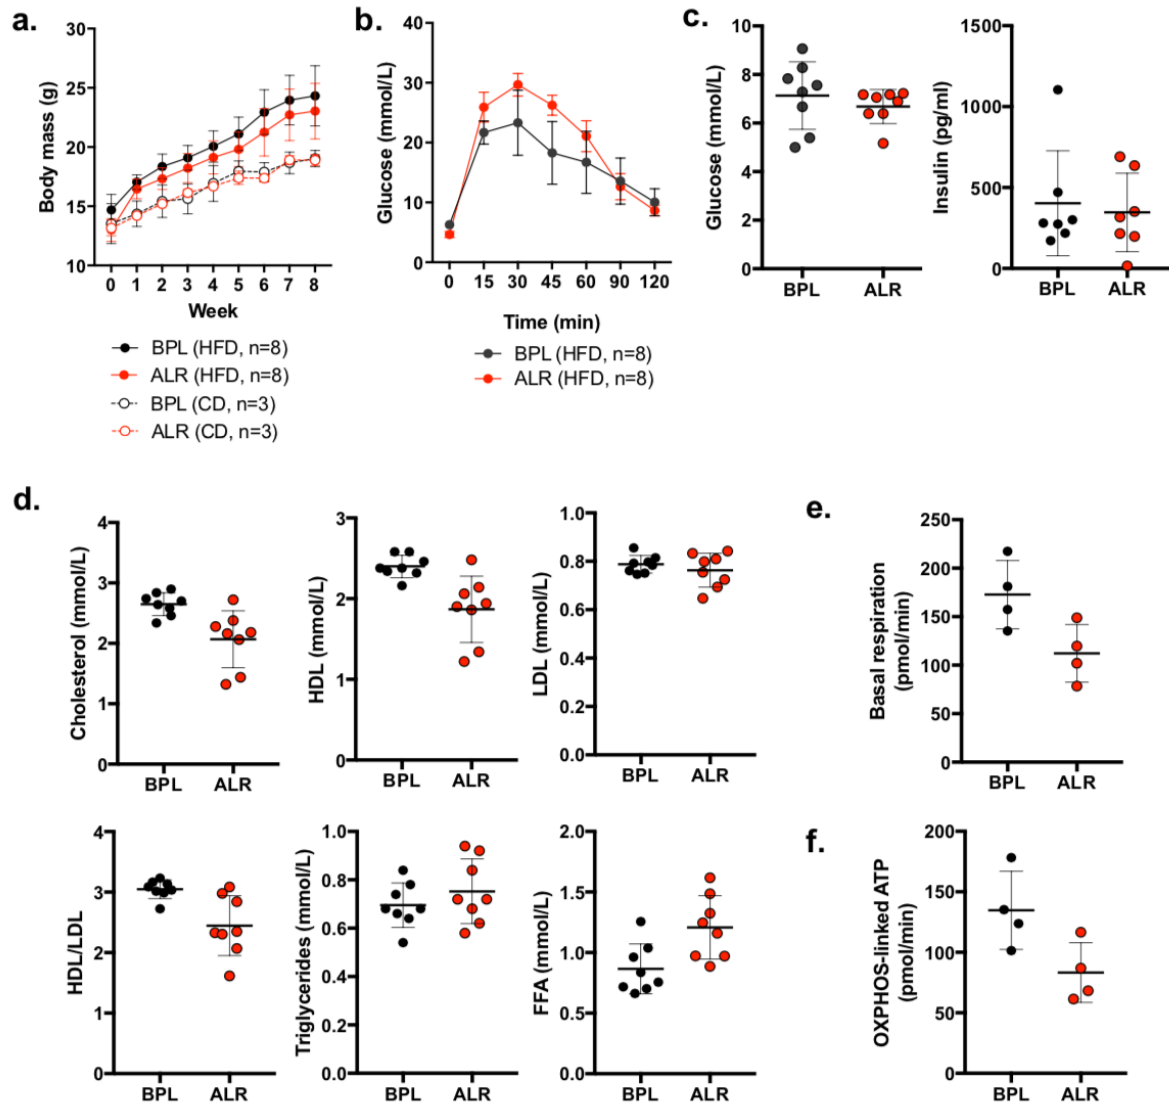 a.
Body mass (g)
30
25
20
15
10
0 1 2 3 4 5 6 7 8
Week
BPL (HFD, n=8)
ALR (HFD, n=8)
BPL (CD, n=3)
ALR (CD, n=3)
b.
Glucose (mmol/L)
40
30
20
10
0
0 15 30 45 60 90 120
Time (min)
BPL (HFD, n=8)
ALR (HFD, n=8)
c.
Glucose (mmol/L)
10
8
6
4
2
0
BPL ALR
Insulin (pg/ml)
1500
1000
500
0
BPL ALR
d.
Cholesterol (mmol/L)
4
3
2
1
0
BPL ALR
HDL (mmol/L)
3
2
1
0
BPL ALR
LDL (mmol/L)
1.0
0.8
0.6
0.4
0.2
0.0
BPL ALR
HDL/LDL
4
3
2
1
0
BPL ALR
Triglycerides (mmol/L)
1.0
0.8
0.6
0.4
0.2
0.0
BPL ALR
FFA (mmol/L)
2.0
1.5
1.0
0.5
0.0
BPL ALR
e.
Basal respiration
(pmol/min)
250
200
150
100
50
0
BPL ALR
f.
OXPHOS-linked ATP
(pmol/min)
200
150
100
50
0
BPL ALR